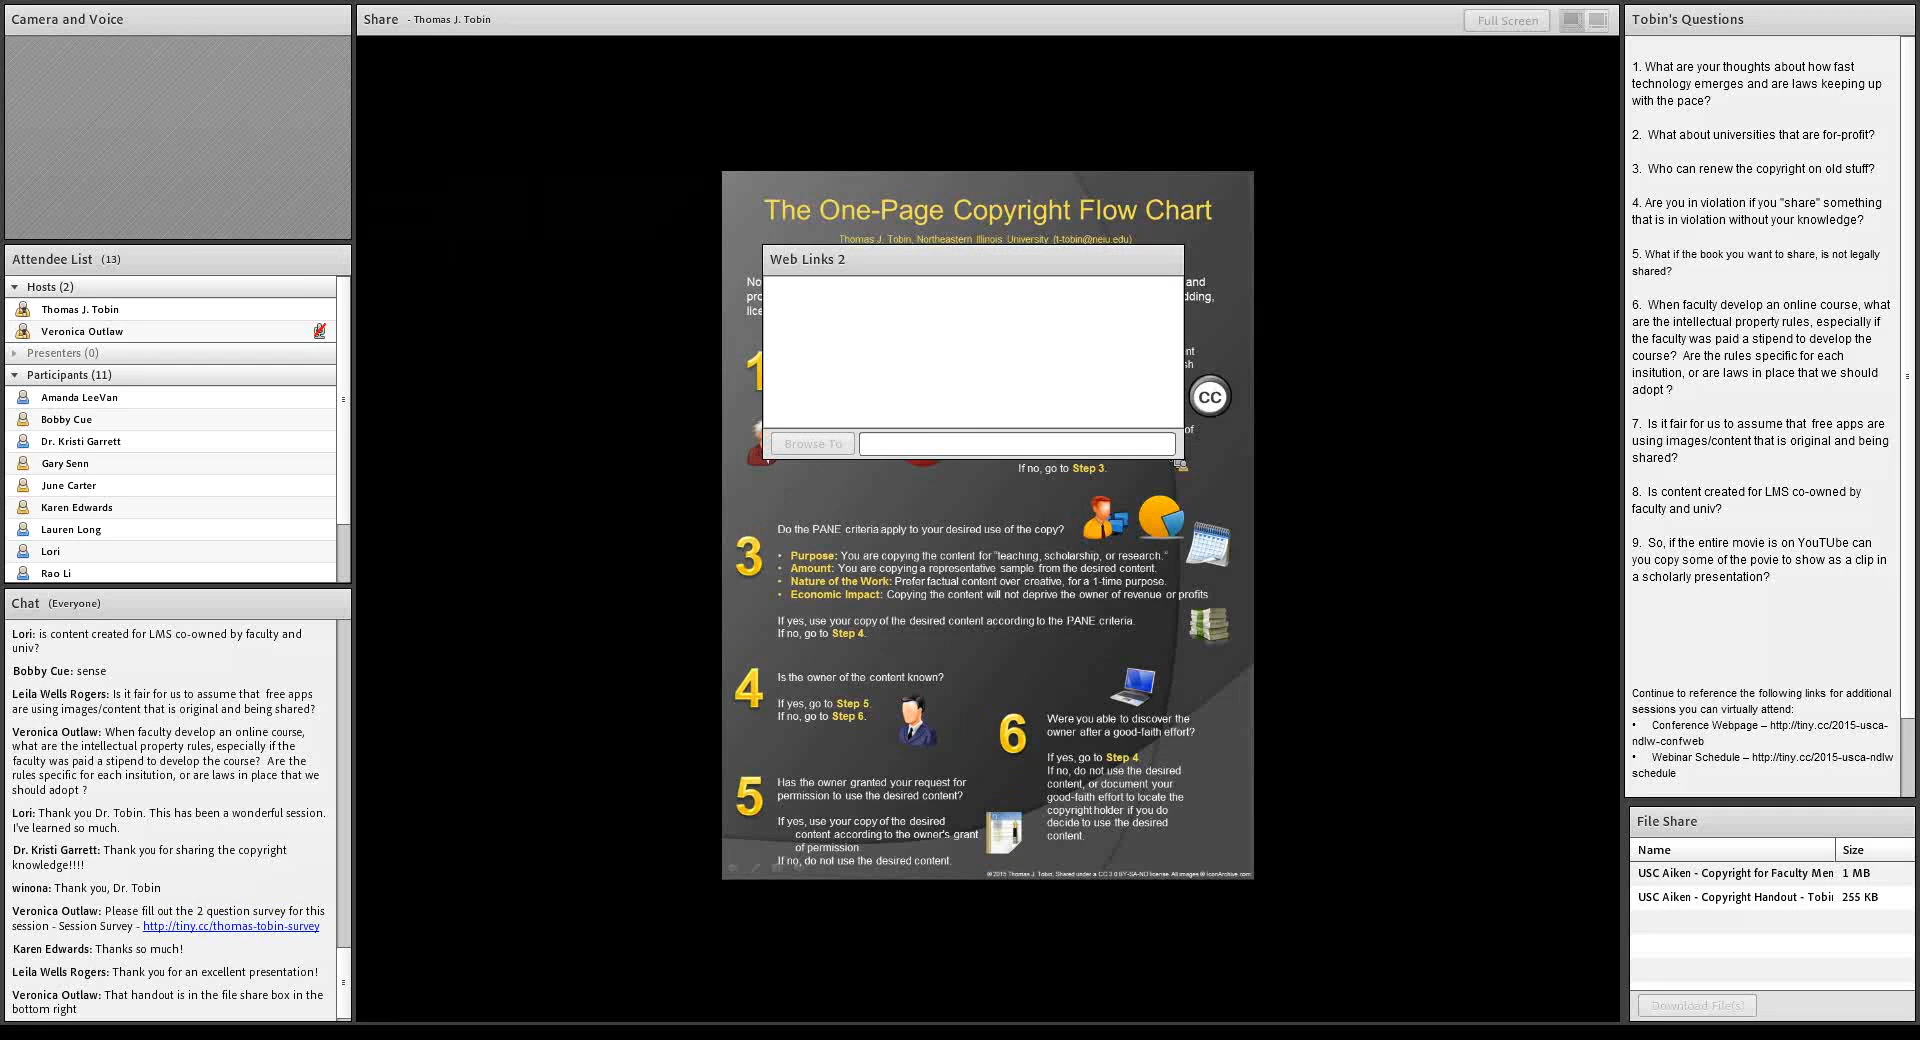 Camera and Voice
Attendee List (13)
Hosts (2)
Thomas J. Tobin
Veronica Outlaw
Presenters (0)
Participants (11)
Amanda LeeVan
Bobby Cue
Dr. Kristi Garrett
Gary Senn
June Carter
Karen Edwards
Lauren Long
Lori
Rao Li
Chat (Everyone)
Lori: is content created for LMS co-owned by faculty and
univ?
Bobby Cue: sense
Leila Wells Rogers: Is it fair for us to assume that free apps
are using images/content that is original and being shared?
Veronica Outlaw: When faculty develop an online course,
what are the intellectual property rules, especially if the
faculty was paid a stipend to develop the course? Are the
rules specific for each insitution, or are laws in place that we
should adopt ?
Lori: Thank you Dr. Tobin. This has been a wonderful session.
I've learned so much.
Dr. Kristi Garrett: Thank you for sharing the copyright
knowledge!!!!
winona: Thank you, Dr. Tobin
Veronica Outlaw: Please fill out the 2 question survey for this
session - Session Survey - http://tiny.cc/thomas-tobin-survey
Karen Edwards: Thanks so much!
Leila Wells Rogers: Thank you for an excellent presentation!
Veronica Outlaw: That handout is in the file share box in the
bottom right
Share - Thomas J. Tobin
Full Screen
The One-Page Copyright Flow Chart
Thomas J. Tobin, Northeastern Illinois University (t-tobin@neiu.edu)
Web Links 2
and
1
CC
of
Browse To
If no, go to Step 3.
3
Do the PANE criteria apply to your desired use of the copy?
• Purpose: You are copying the content for "teaching, scholarship, or research."
• Amount: You are copying a representative sample from the desired content.
• Nature of the Work: Prefer factual content over creative, for a 1-time purpose.
• Economic Impact: Copying the content will not deprive the owner of revenue or profits
If yes, use your copy of the desired content according to the PANE criteria.
If no, go to Step 4.
4
Is the owner of the content known?
If yes, go to Step 5.
If no, go to Step 6.
5
Has the owner granted your request for
permission to use the desired content?
If yes, use your copy of the desired
content according to the owner's grant
of permission
If no, do not use the desired content.
6
Were you able to discover the
owner after a good-faith effort?
If yes, go to Step 4
If no, do not use the desired
content, or document your
good-faith effort to locate the
copyright holder if you do
decide to use the desired
content.
© 2015 Thomas J. Tobin, Shared under a CC 3.0 BY-SA-ND license. All images © IconArchive.com
Tobin's Questions
1. What are your thoughts about how fast
technology emerges and are laws keeping up
with the pace?
2. What about universities that are for-profit?
3. Who can renew the copyright on old stuff?
4. Are you in violation if you "share" something
that is in violation without your knowledge?
5. What if the book you want to share, is not legally
shared?
6. When faculty develop an online course, what
are the intellectual property rules, especially if
the faculty was paid a stipend to develop the
course? Are the rules specific for each
insitution, or are laws in place that we should
adopt ?
7. Is it fair for us to assume that free apps are
using images/content that is original and being
shared?
8. Is content created for LMS co-owned by
faculty and univ?
9. So, if the entire movie is on YouTUbe can
you copy some of the povie to show as a clip in
a scholarly presentation?
Continue to reference the following links for additional
sessions you can virtually attend:
• Conference Webpage – http://tiny.cc/2015-usca-
ndlw-confweb
• Webinar Schedule – http://tiny.cc/2015-usca-ndlw
schedule
File Share
Name Size
USC Aiken - Copyright for Faculty Men 1 MB
USC Aiken - Copyright Handout - Tobi 255 KB
Download File(s)